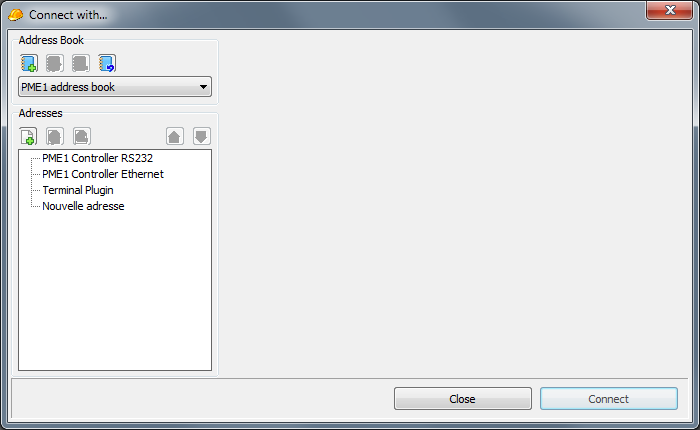 Connect with...
Address Book
PME1 address book
Adresses
PME1 Controller RS232
PME1 Controller Ethernet
Terminal Plugin
Nouvelle adresse
Close
Connect